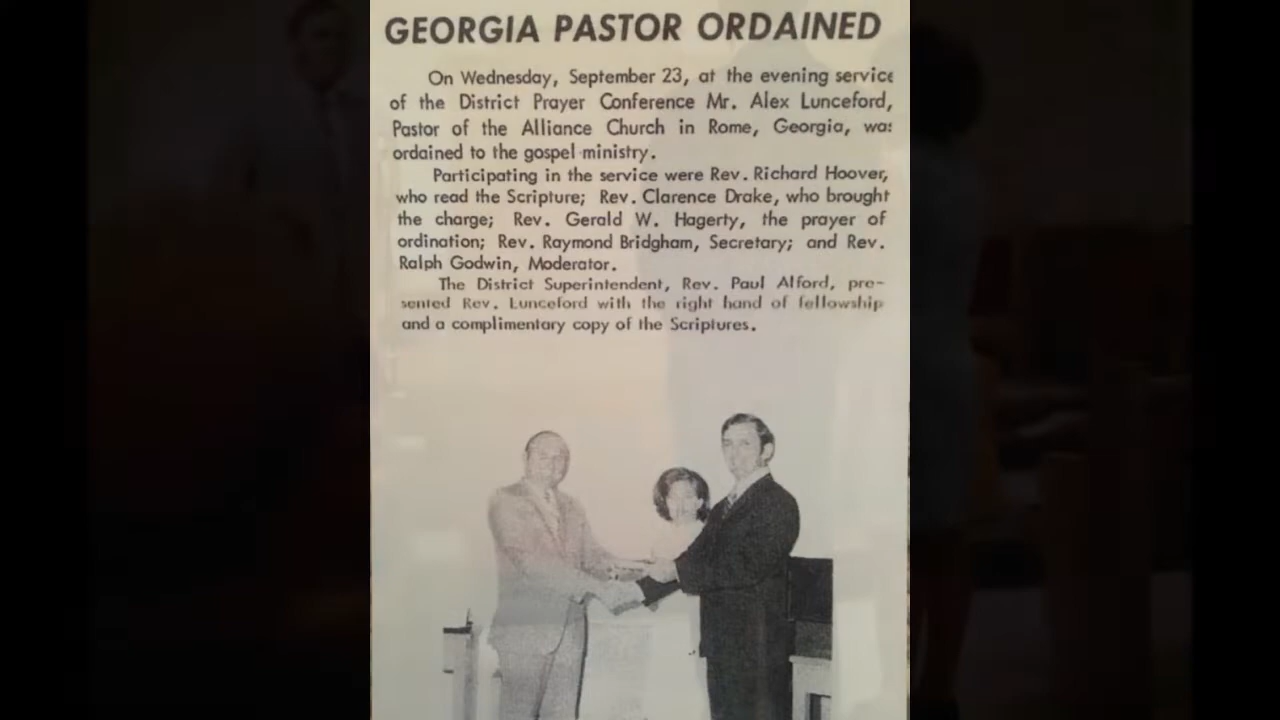 GEORGIA PASTOR ORDAINED
On Wednesday, September 23, at the evening service
of the District Prayer Conference Mr. Alex Lunceford,
Pastor of the Alliance Church in Rome, Georgia, was
ordained to the gospel ministry.
Participating in the service were Rev. Richard Hoover,
who read the Scripture; Rev. Clarence Drake, who brought
the charge; Rev. Gerald W. Hagerty, the prayer of
ordination; Rev. Raymond Bridgham, Secretary; and Rev.
Ralph Godwin, Moderator.
The District Superintendent, Rev. Paul Alford, pre-
sented Rev. Lunceford with the right hand of fellowship
and a complimentary copy of the Scriptures.